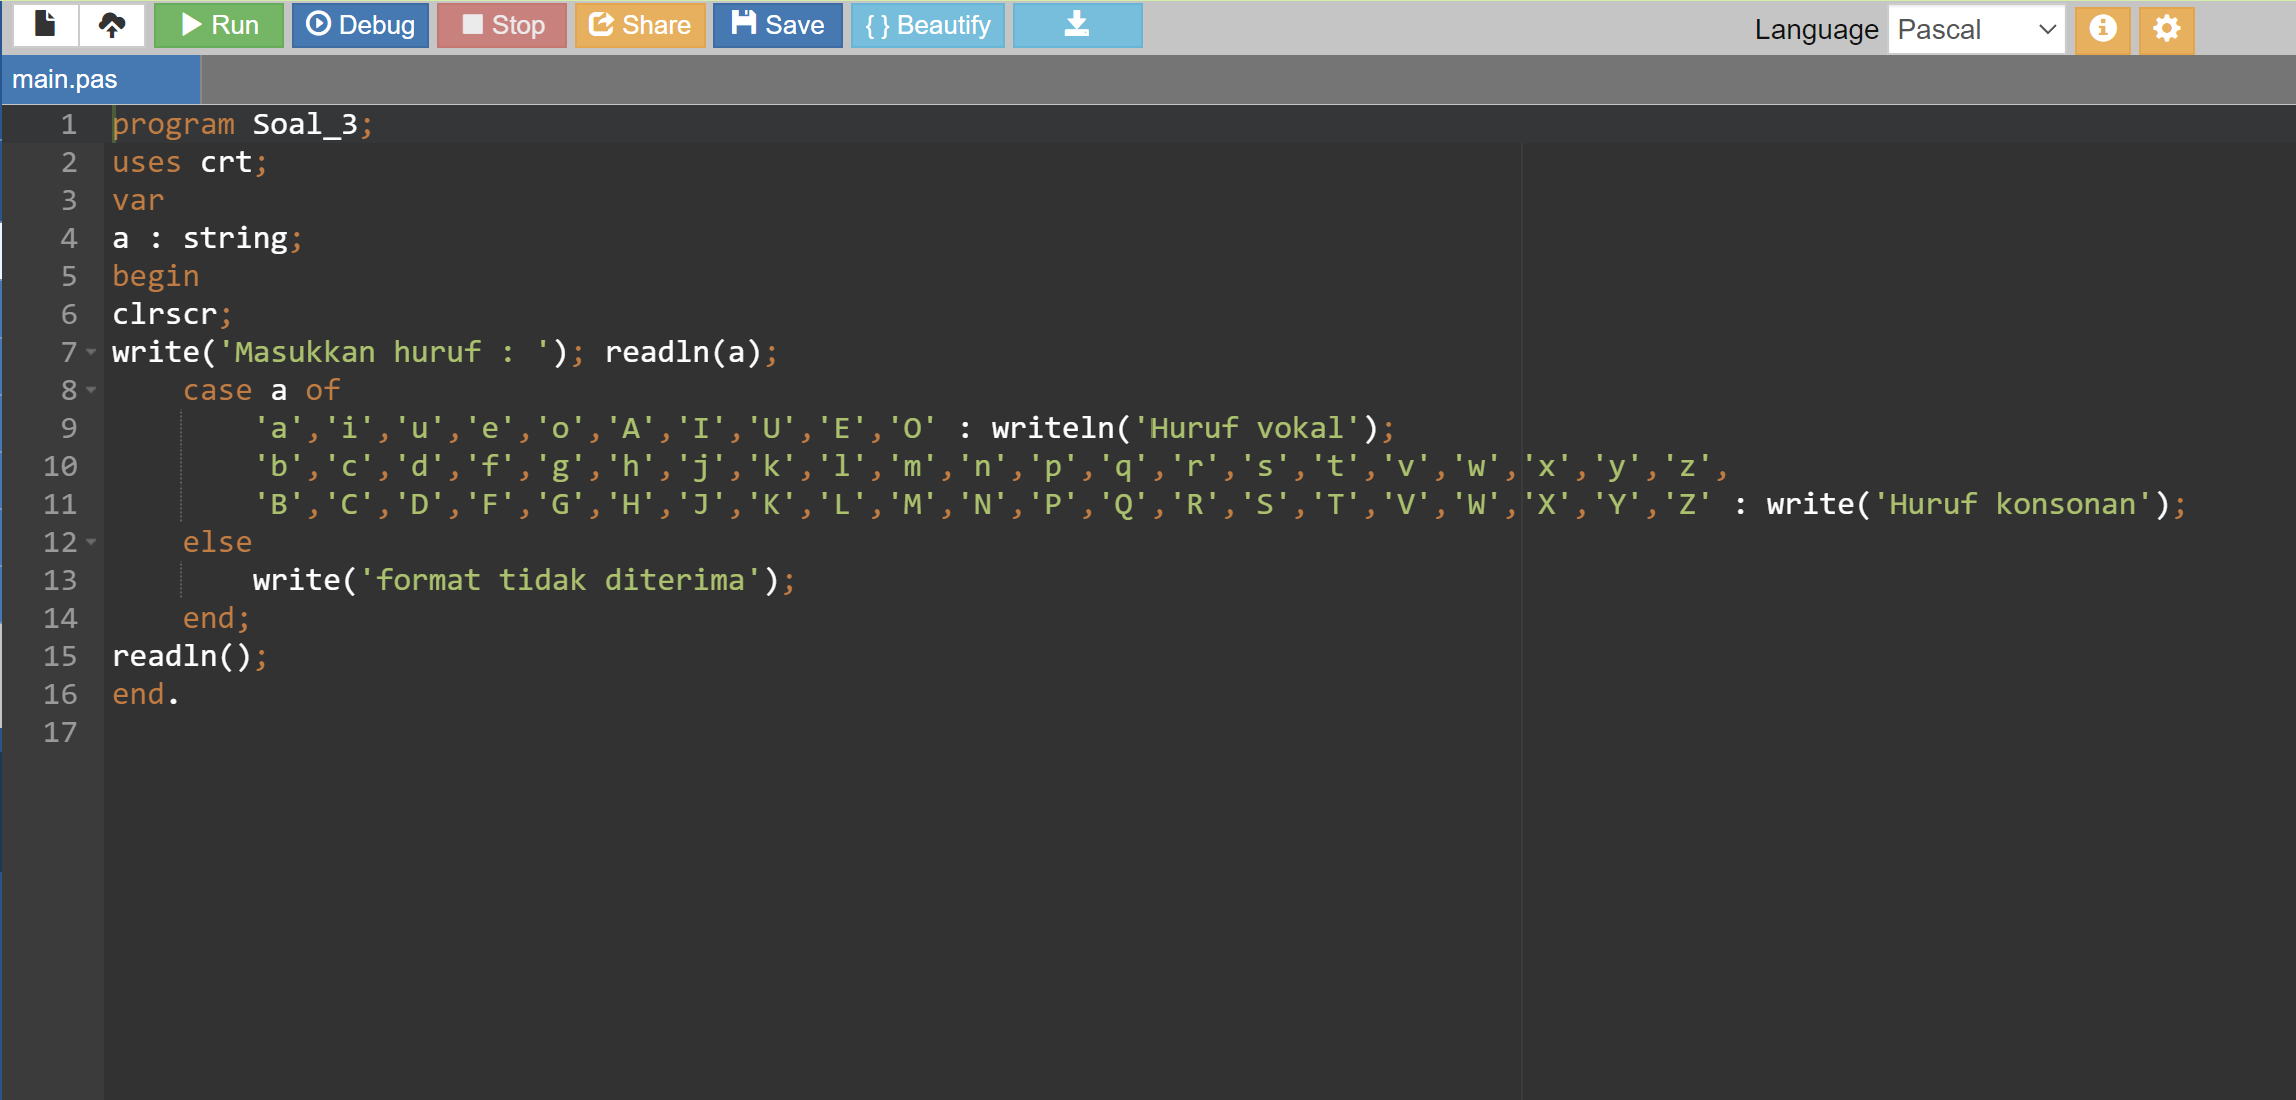 Run Debug Stop Share Save { } Beautify Language Pascal
main.pas
1 program Soal_3;
2 uses crt;
3 var
4 a : string;
5 begin
6 clrscr;
7 write('Masukkan huruf : '); readln(a);
8 case a of
9 'a','i','u','e','o','A','I','U','E','O' : writeln('Huruf vokal');
10 'b','c','d','f','g','h','j','k','l','m','n','p','q','r','s','t','v','w','x','y','z',
11 'B','C','D','F','G','H','J','K','L','M','N','P','Q','R','S','T','V','W','X','Y','Z' : write('Huruf konsonan');
12 else
13 write('format tidak diterima');
14 end;
15 readln();
16 end.
17